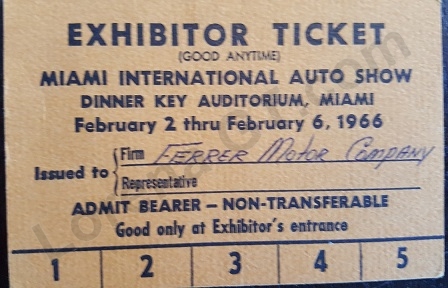 EXHIBITOR TICKET
(GOOD ANYTIME)
MIAMI INTERNATIONAL AUTO SHOW
DINNER KEY AUDITORIUM, MIAMI
February 2 thru February 6, 1966
Issued to
Firm FERRER MOTOR COMPANY
Representative
ADMIT BEARER – NON-TRANSFERABLE
Good only at Exhibitor's entrance
1 2 3 4 5